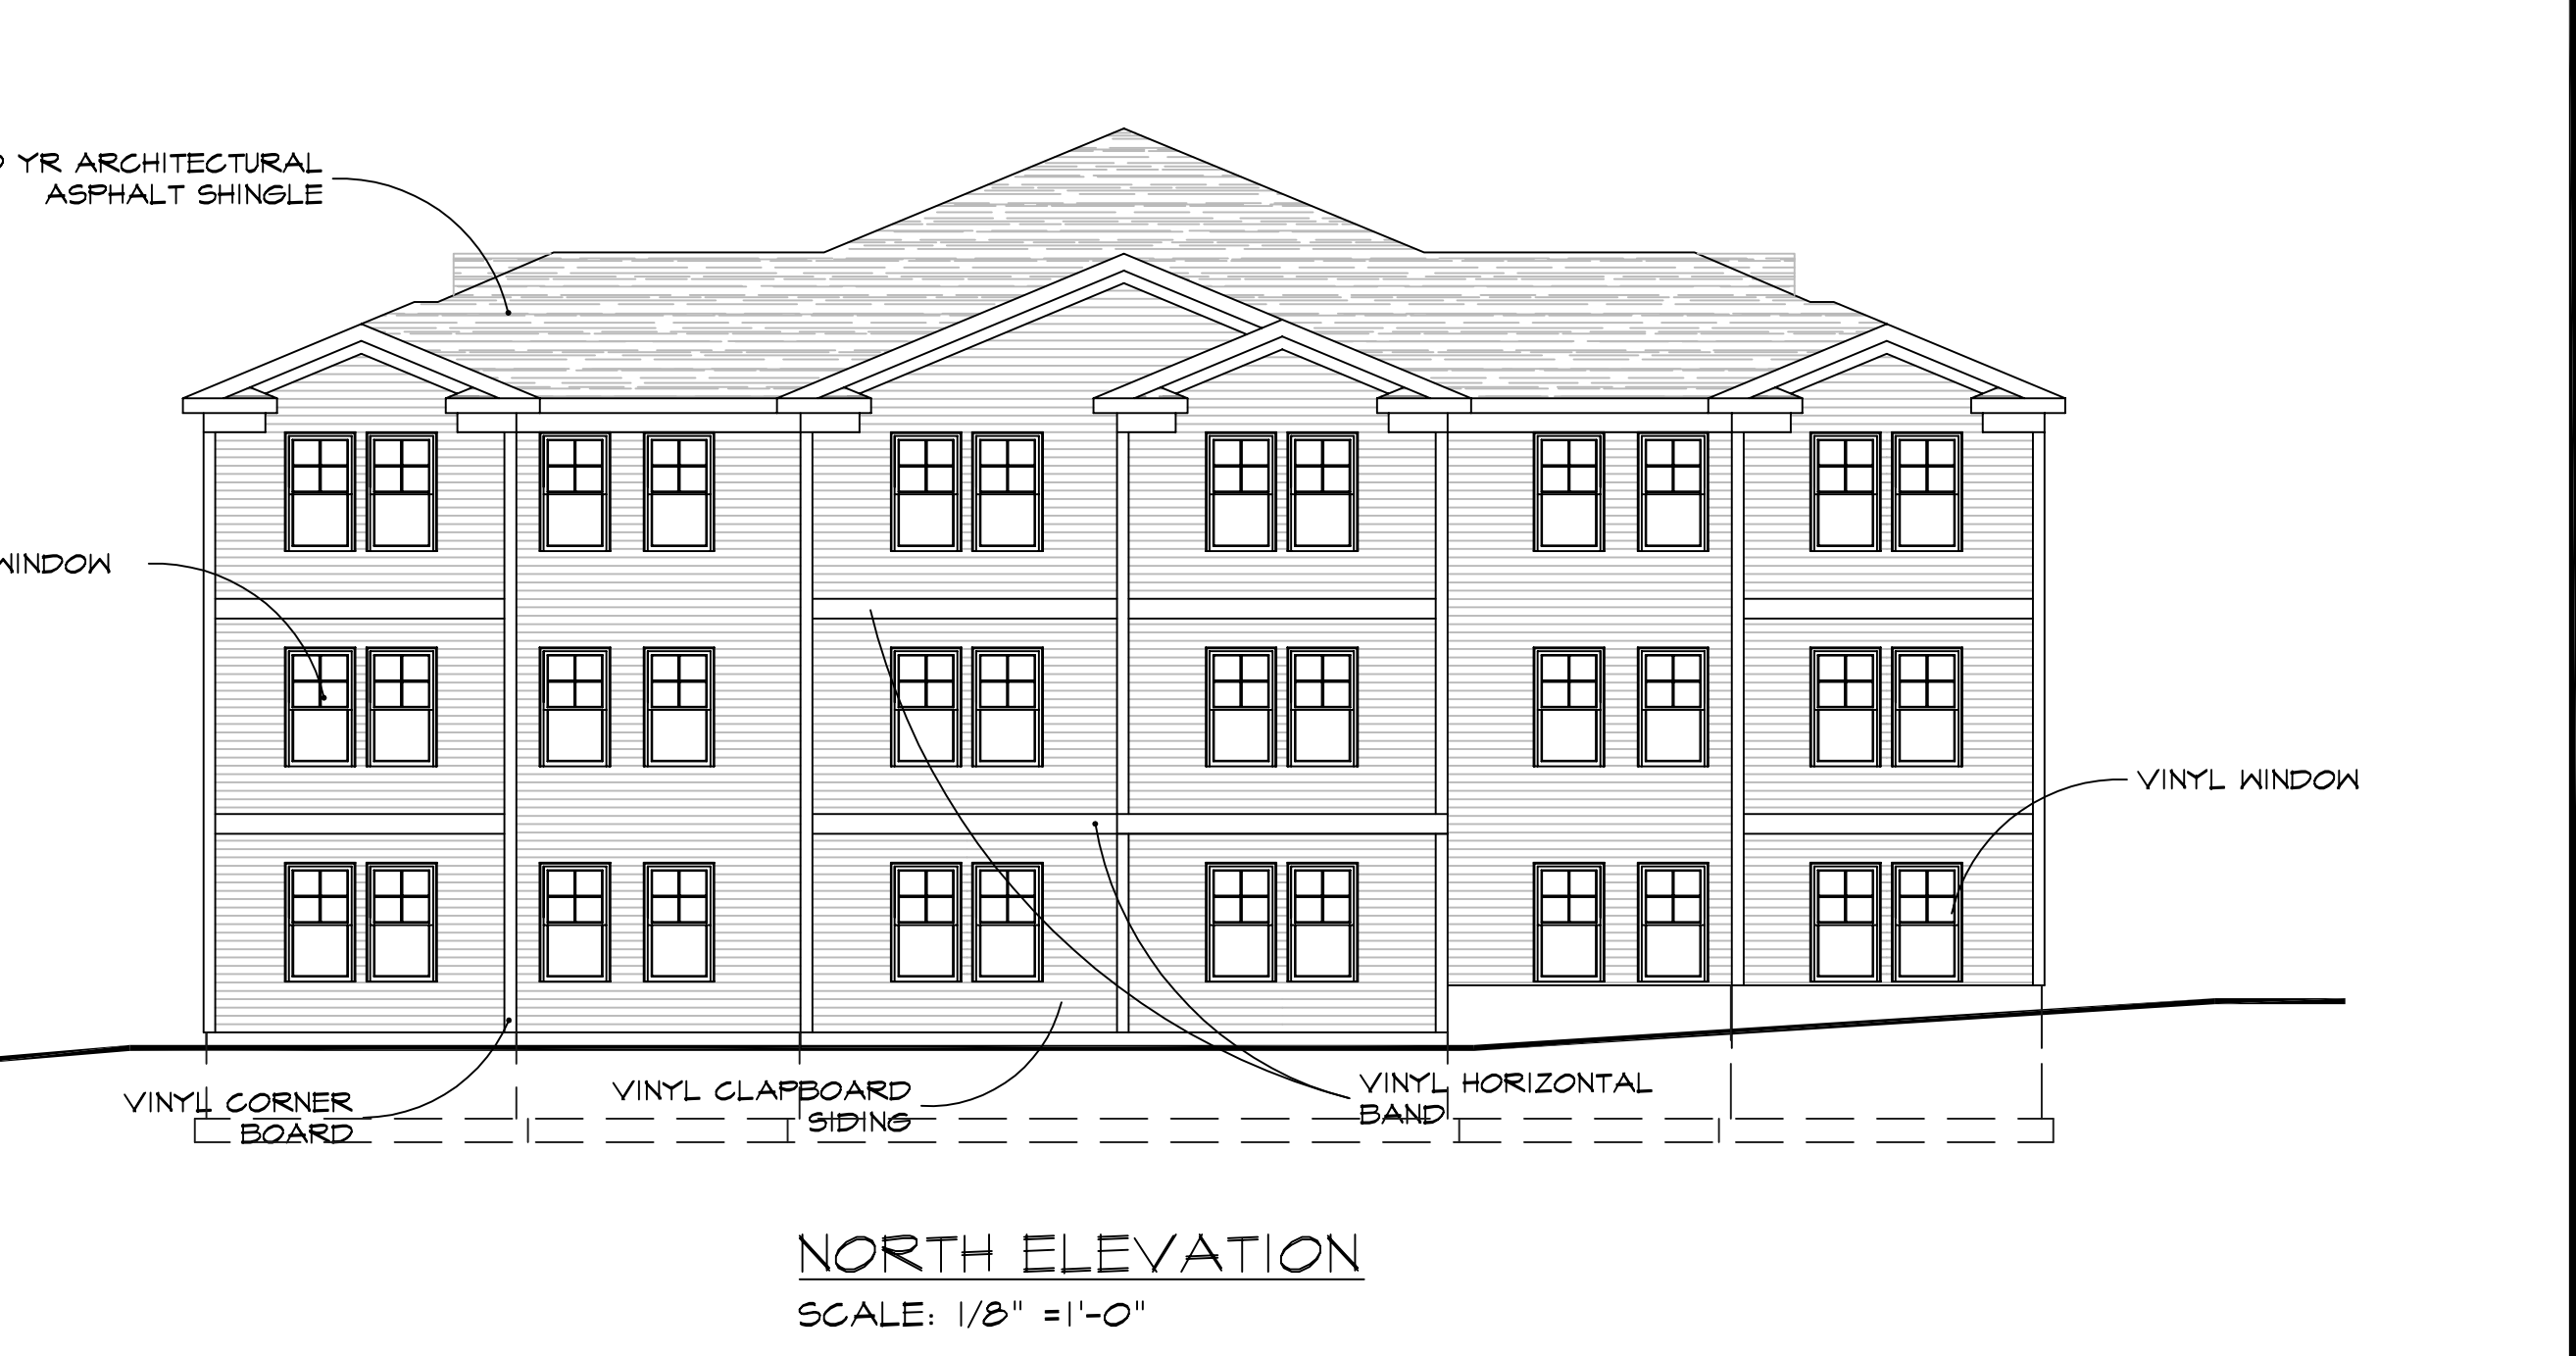 YR ARCHITECTURAL
ASPHALT SHINGLE
WINDOW
VINYL WINDOW
VINYL CORNER
BOARD
VINYL CLAPBOARD
SIDING
VINYL HORIZONTAL
BAND
NORTH ELEVATION
SCALE: 1/8" =1'-0"